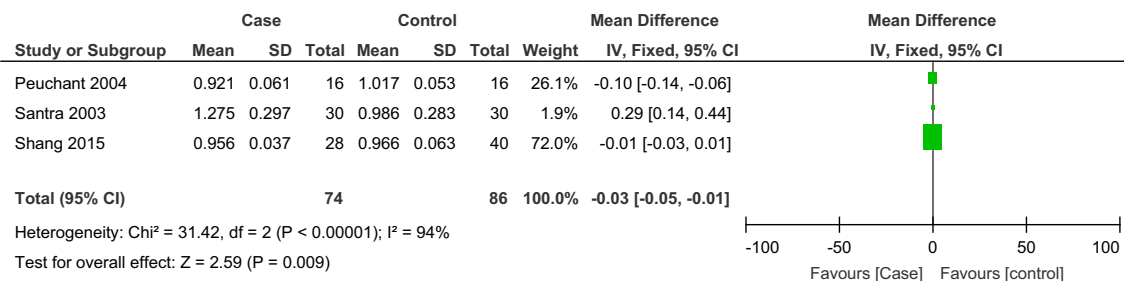 Case Control Mean Difference Mean Difference
Study or Subgroup Mean SD Total Mean SD Total Weight IV, Fixed, 95% CI IV, Fixed, 95% CI
Peuchant 2004 0.921 0.061 16 1.017 0.053 16 26.1% -0.10 [-0.14, -0.06]
Santra 2003 1.275 0.297 30 0.986 0.283 30 1.9% 0.29 [0.14, 0.44]
Shang 2015 0.956 0.037 28 0.966 0.063 40 72.0% -0.01 [-0.03, 0.01]
Total (95% CI) 74 86 100.0% -0.03 [-0.05, -0.01]
Heterogeneity: Chi² = 31.42, df = 2 (P < 0.00001); I² = 94%
Test for overall effect: Z = 2.59 (P = 0.009)
-100 -50 0 50 100
Favours [Case] Favours [control]